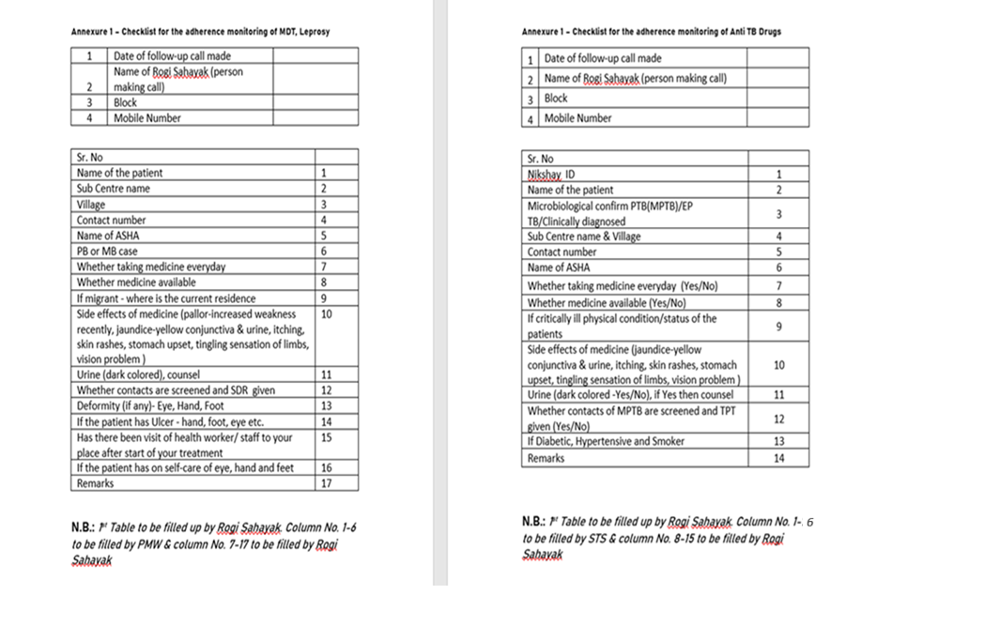 Annexure 1 – Checklist for the adherence monitoring of MDT, Leprosy
1 Date of follow-up call made
Name of Rogi Sahayak (person
2 making call)
3 Block
4 Mobile Number
Sr. No
Name of the patient 1
Sub Centre name 2
Village 3
Contact number 4
Name of ASHA 5
PB or MB case 6
Whether taking medicine everyday 7
Whether medicine available 8
If migrant - where is the current residence 9
Side effects of medicine (pallor-increased weakness 10
recently, jaundice-yellow conjunctiva & urine, itching,
skin rashes, stomach upset, tingling sensation of limbs,
vision problem )
Urine (dark colored), counsel 11
Whether contacts are screened and SDR given 12
Deformity (if any)- Eye, Hand, Foot 13
If the patient has Ulcer - hand, foot, eye etc. 14
Has there been visit of health worker/ staff to your 15
place after start of your treatment
If the patient has on self-care of eye, hand and feet 16
Remarks 17
N.B.: 1st Table to be filled up by Rogi Sahayak. Column No. 1-6
to be filled by PMW & column No. 7-17 to be filled by Rogi
Sahayak
Annexure 1 – Checklist for the adherence monitoring of Anti TB Drugs
1 Date of follow-up call made
2 Name of Rogi Sahayak (person making call)
3 Block
4 Mobile Number
Sr. No
Nikshay ID 1
Name of the patient 2
Microbiological confirm PTB(MPTB)/EP 3
TB/Clinically diagnosed
Sub Centre name & Village 4
Contact number 5
Name of ASHA 6
Whether taking medicine everyday (Yes/No) 7
Whether medicine available (Yes/No) 8
If critically ill physical condition/status of the 9
patients
Side effects of medicine (jaundice-yellow
conjunctiva & urine, itching, skin rashes, stomach 10
upset, tingling sensation of limbs, vision problem )
Urine (dark colored -Yes/No), if Yes then counsel 11
Whether contacts of MPTB are screened and TPT 12
given (Yes/No)
If Diabetic, Hypertensive and Smoker 13
Remarks 14
N.B.: 1st Table to be filled up by Rogi Sahayak. Column No. 1-. 6
to be filled by STS & column No. 8-15 to be filled by Rogi
Sahayak